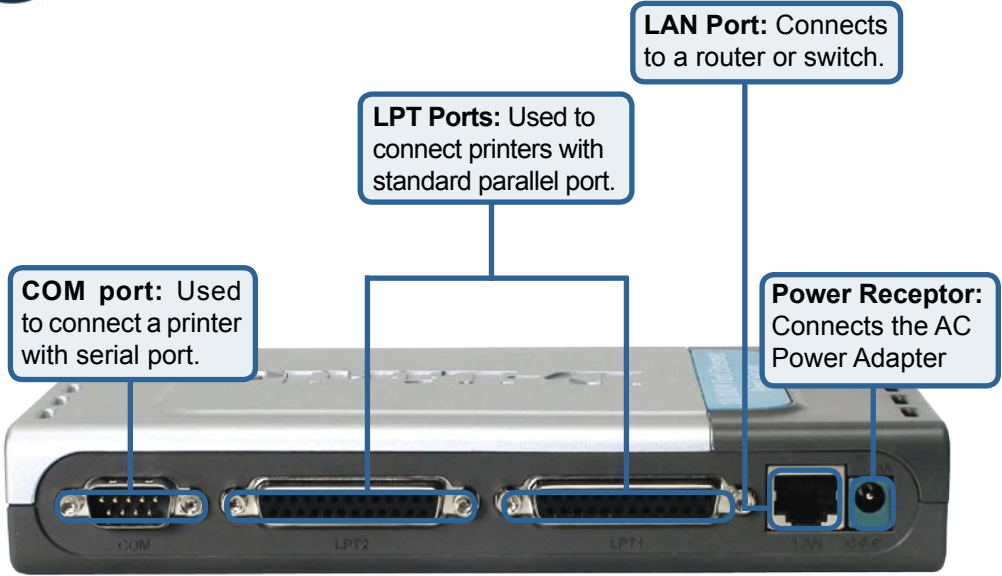 LAN Port: Connects
to a router or switch.
LPT Ports: Used to
connect printers with
standard parallel port.
COM port: Used
to connect a printer
with serial port.
Power Receptor:
Connects the AC
Power Adapter
D-Link
COM
LPT2
LPT1
LAN